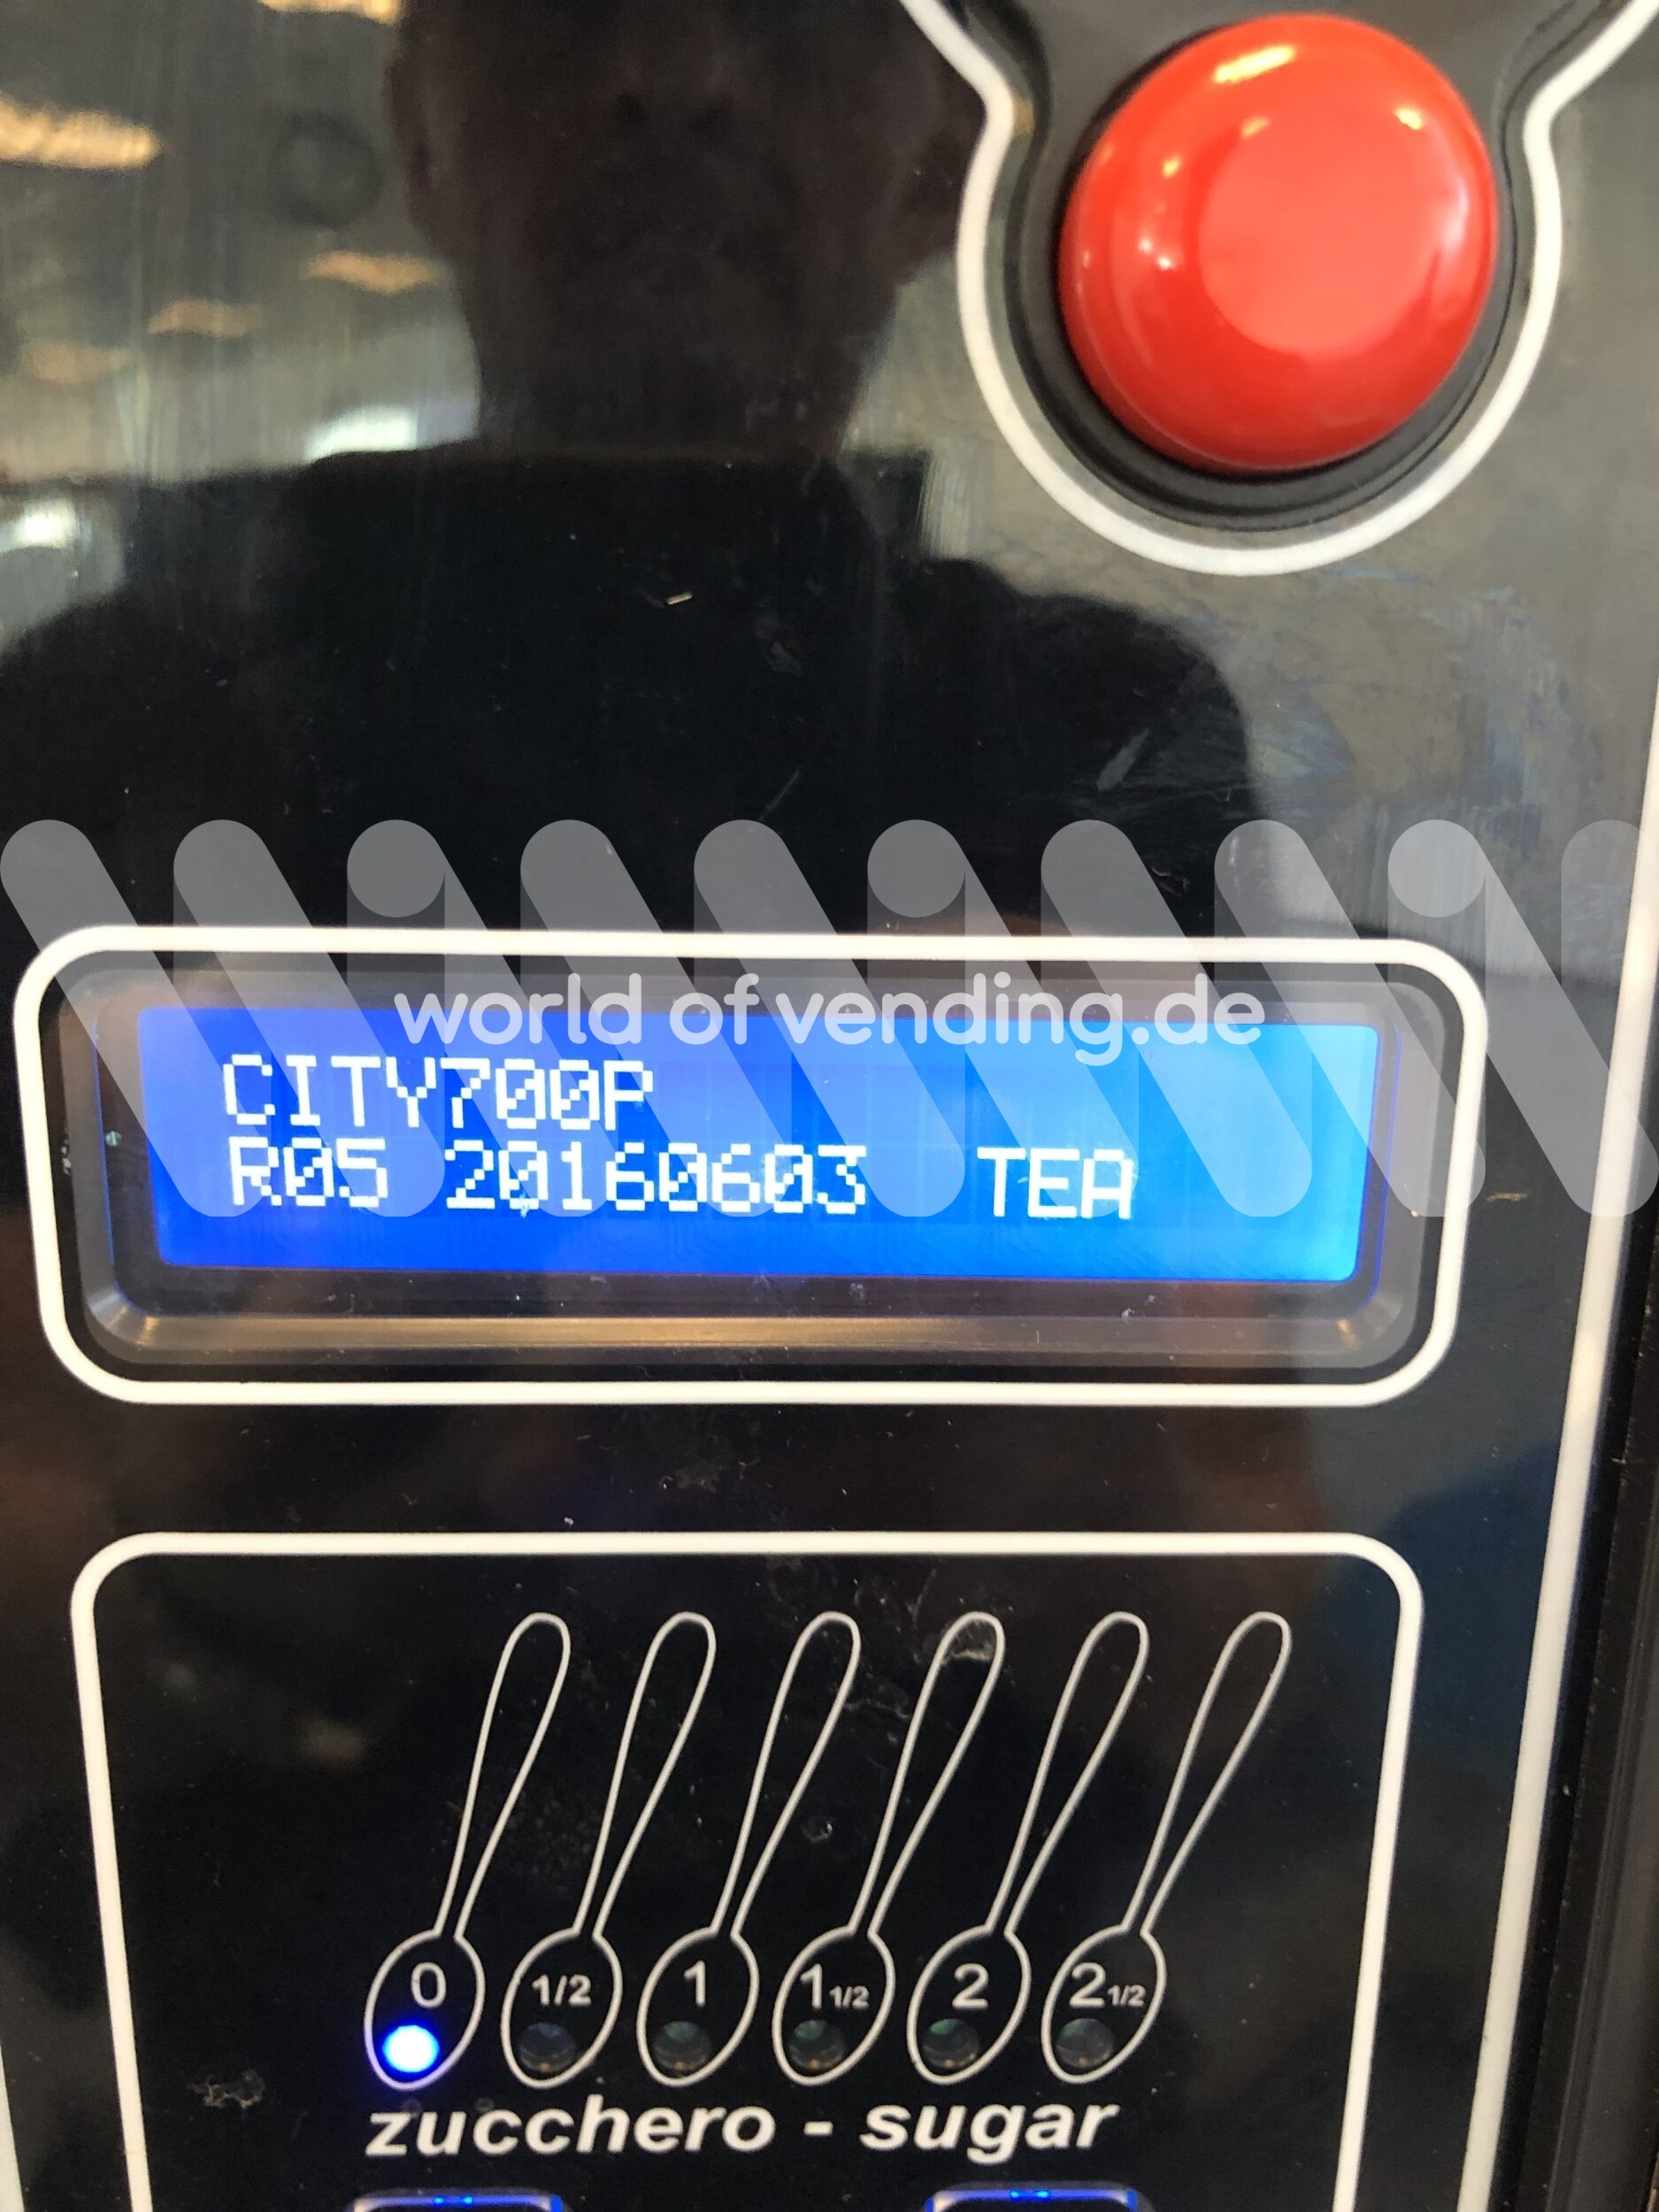 world of vending.de
CITY700P
R05 20160603 TEA
0 1/2 1 1 1/2 2 2 1/2
zucchero - sugar